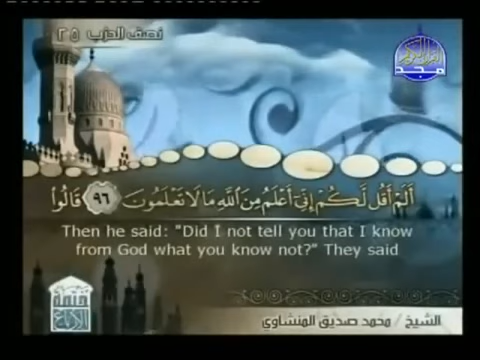 نصف الحزب ٢٥
مجد
أَلَمْ أَقُل لَّكُمْ إِنِّي أَعْلَمُ مِنَ اللَّهِ مَا لَا تَعْلَمُونَ ٩٦ قَالُوا
Then he said: "Did I not tell you that I know
from God what you know not?" They said
الشيخ / محمد صديق المنشاوي